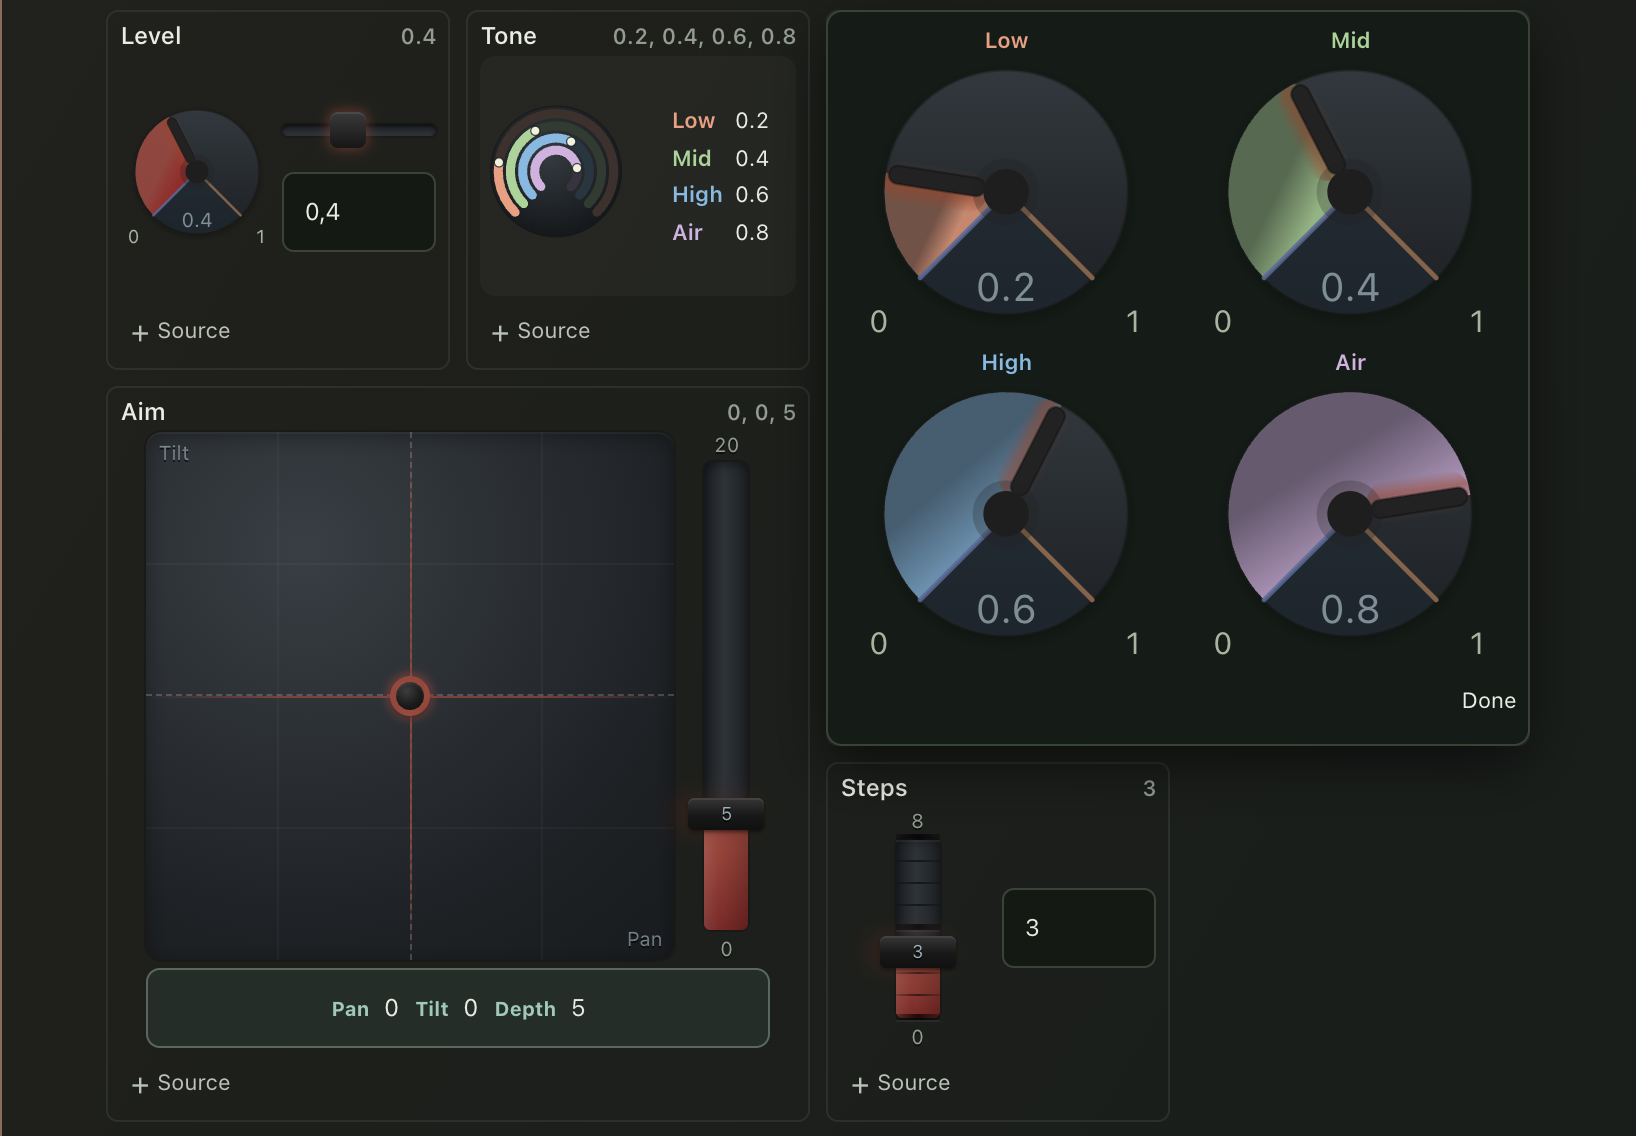 Level 0.4
0.4
0 1
0,4
+ Source
Tone 0.2, 0.4, 0.6, 0.8
Low 0.2
Mid 0.4
High 0.6
Air 0.8
+ Source
Low
0.2
0 1
Mid
0.4
0 1
High
0.6
0 1
Air
0.8
0 1
Done
Aim 0, 0, 5
Tilt
Pan
20
5
0
Pan 0 Tilt 0 Depth 5
+ Source
Steps 3
8
3
0
3
+ Source